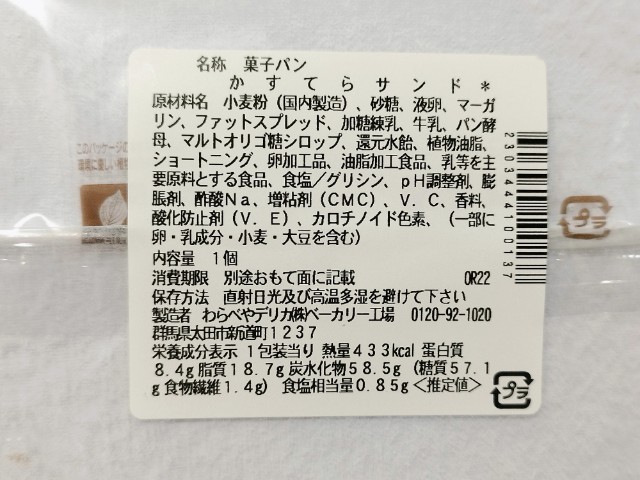 名称 菓子パン
かすてらサンド*
原材料名 小麦粉（国内製造）、砂糖、液卵、マーガ
リン、ファットスプレッド、加糖練乳、牛乳、パン酵
母、マルトオリゴ糖シロップ、還元水飴、植物油脂、
ショートニング、卵加工品、油脂加工食品、乳等を主
要原料とする食品、食塩／グリシン、ｐＨ調整剤、膨
脹剤、酢酸Ｎａ、増粘剤（ＣＭＣ）、Ｖ．Ｃ、香料、
酸化防止剤（Ｖ．Ｅ）、カロチノイド色素、（一部に
卵・乳成分・小麦・大豆を含む）
内容量 １個
消費期限 別途おもて面に記載 OR22
保存方法 直射日光及び高温多湿を避けて下さい
製造者 わらべやデリカ㈱ベーカリー工場 0120-92-1020
群馬県太田市新道町１２３７
栄養成分表示 １包装当り 熱量４３３kcal 蛋白質
８.４g 脂質１８.７g 炭水化物５８.５g（糖質５７.１
g 食物繊維１.４g） 食塩相当量０.８５g＜推定値＞
プラ
2303444100137
このパッケージの
プラ